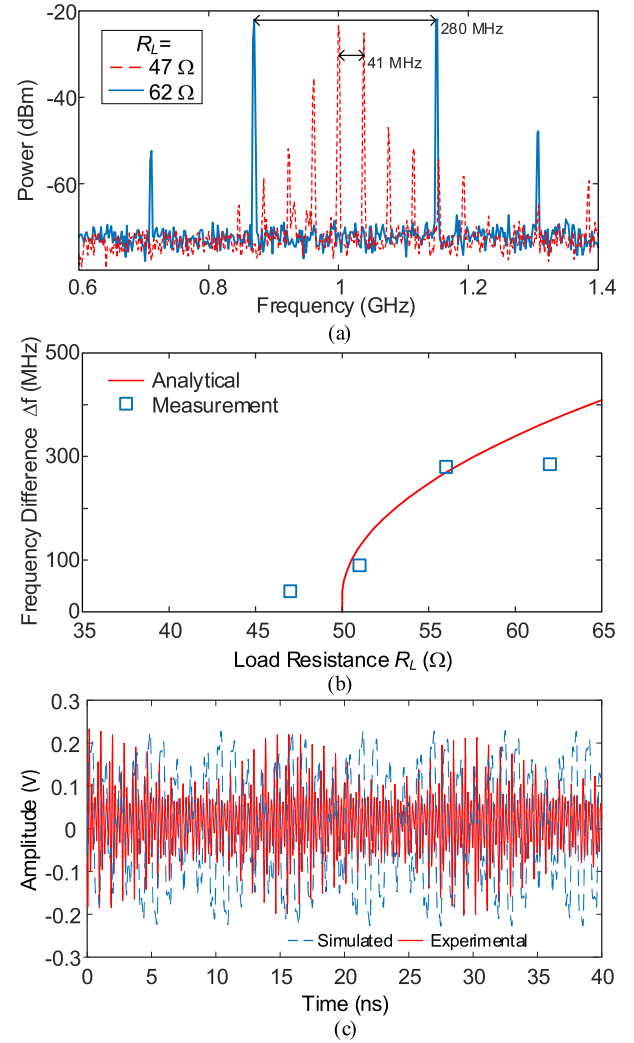 -20
-40
-60
Power (dBm)
R_L=
47 Ω
62 Ω
280 MHz
41 MHz
0.6 0.8 1 1.2 1.4
Frequency (GHz)
(a)
500
300
100
0
Frequency Difference Δf (MHz)
Analytical
Measurement
35 40 45 50 55 60 65
Load Resistance R_L (Ω)
(b)
0.3
0.2
0.1
0
-0.1
-0.2
-0.3
Amplitude (V)
Simulated Experimental
0 5 10 15 20 25 30 35 40
Time (ns)
(c)